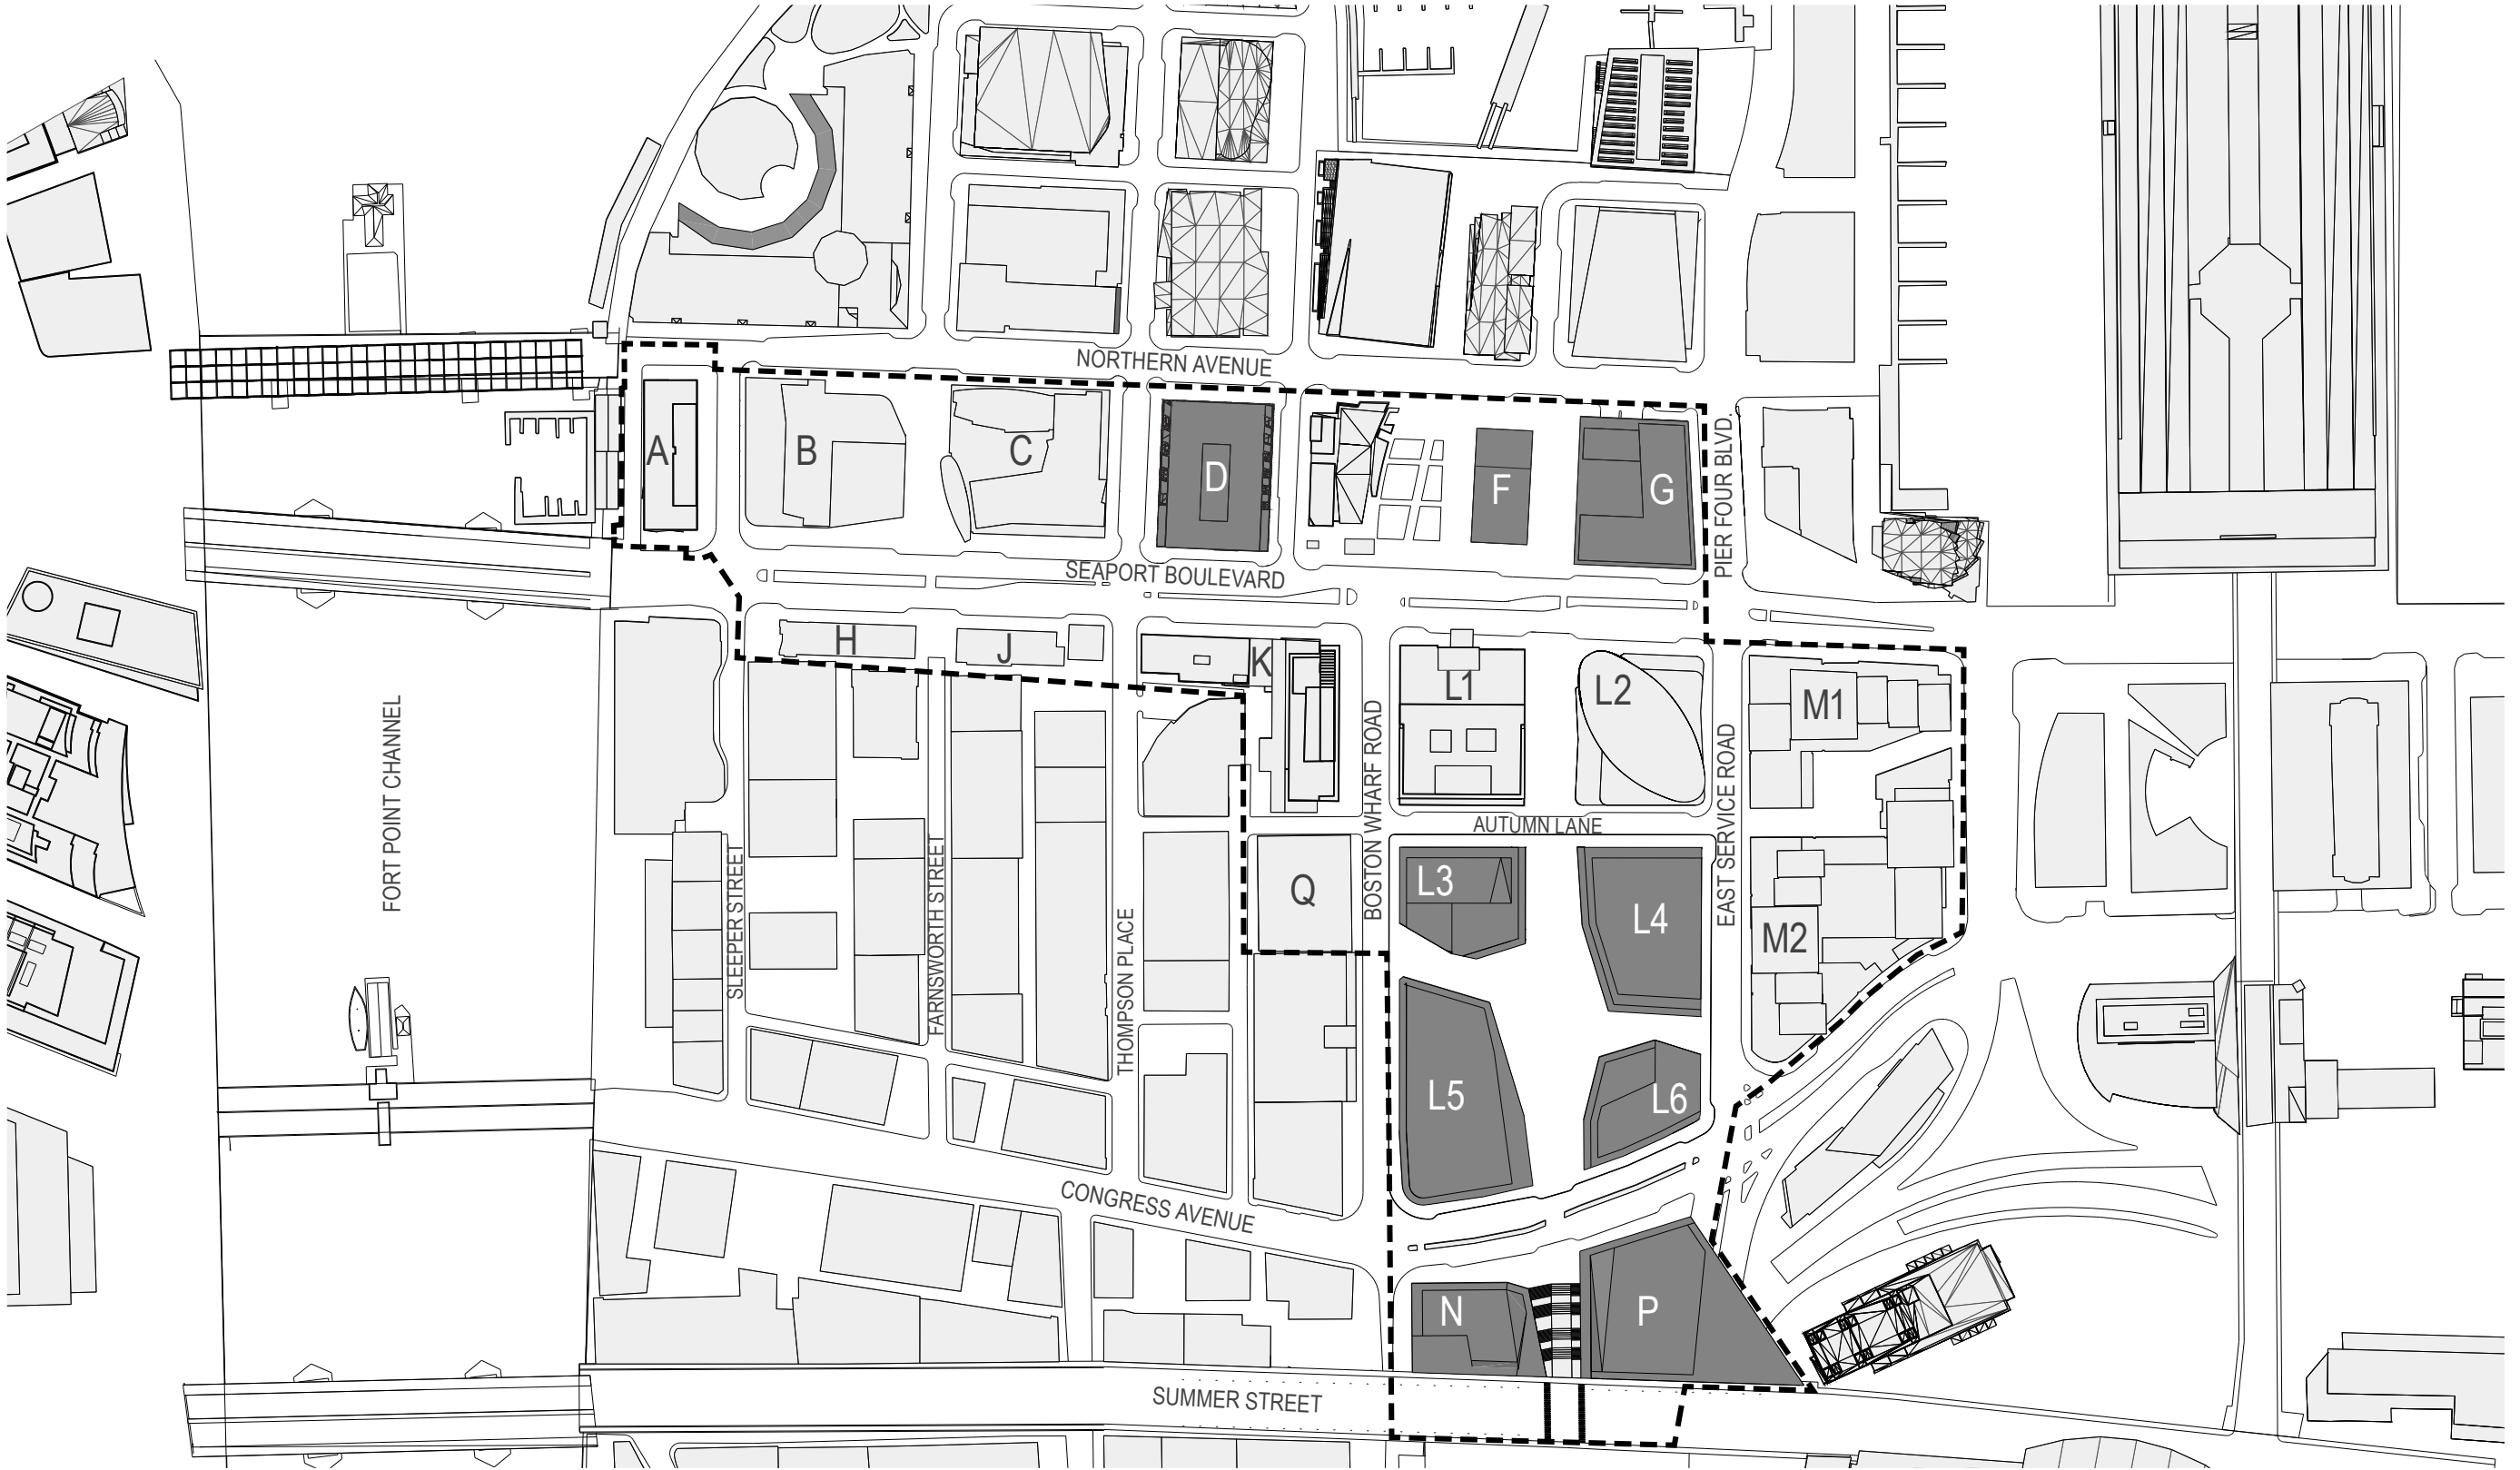 NORTHERN AVENUE
A
B
C
D
F
G
PIER FOUR BLVD.
SEAPORT BOULEVARD
H
J
K
L1
L2
M1
FORT POINT CHANNEL
BOSTON WHARF ROAD
EAST SERVICE ROAD
AUTUMN LANE
SLEEPER STREET
FARNSWORTH STREET
THOMPSON PLACE
Q
L3
L4
M2
L5
L6
CONGRESS AVENUE
N
P
SUMMER STREET